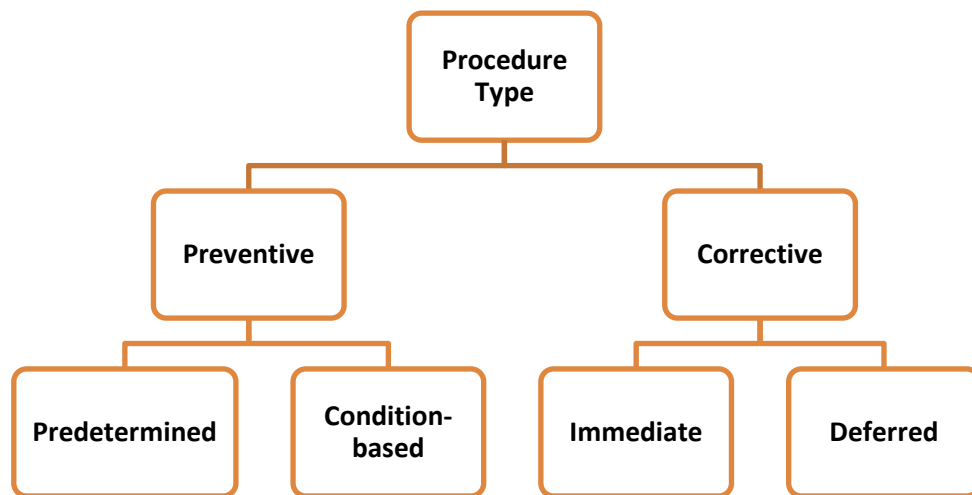 Procedure
Type
Preventive
Corrective
Predetermined
Condition-
based
Immediate
Deferred